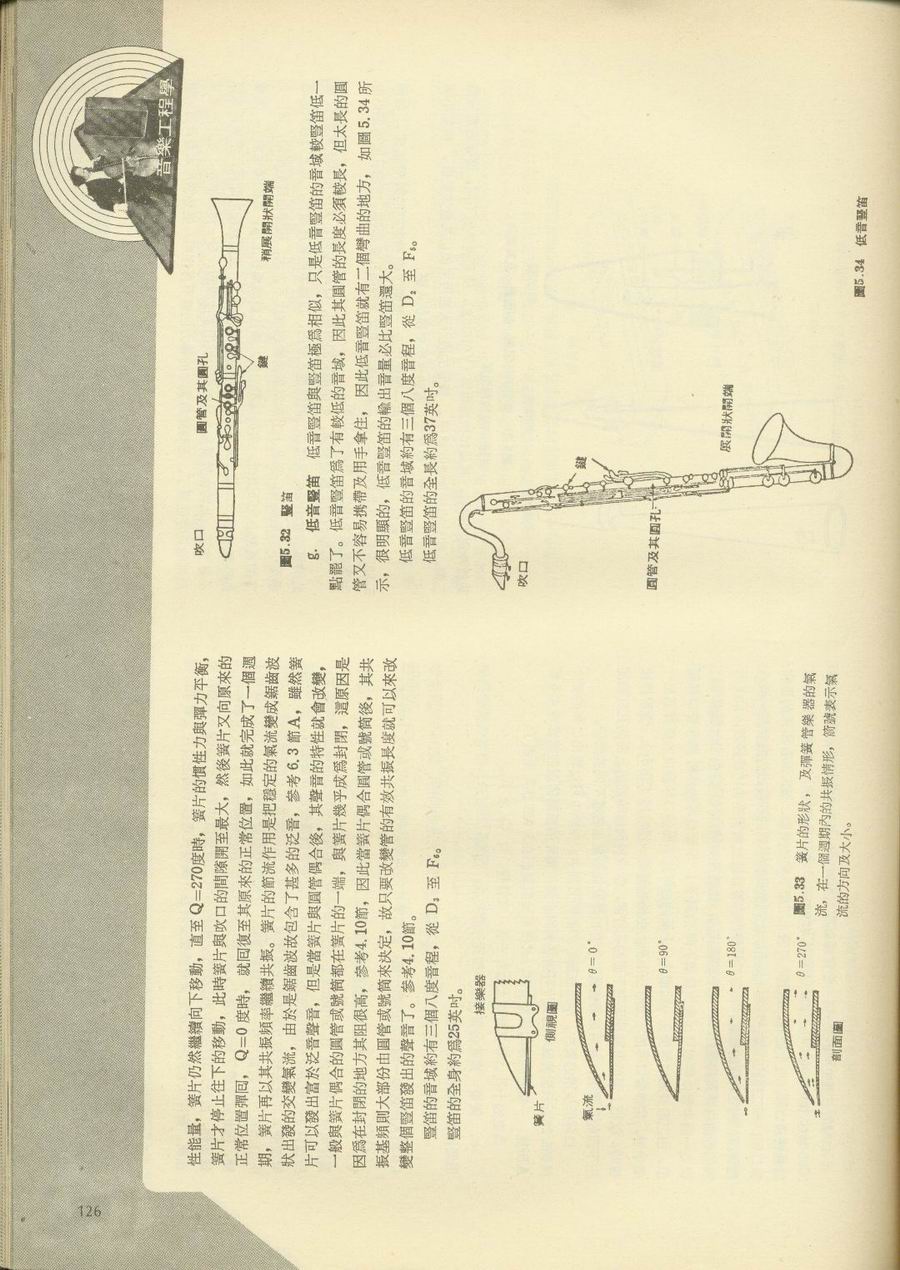 126
音樂工程學
性能量，簧片仍然繼續向下移動，直至 Q＝270度時，簧片的慣性力與彈力平衡，
簧片才停止往下的移動，此時簧片與吹口的間隙開至最大，然後簧片又向原來的
正常位置彈囘，Q＝0 度時，就囘復至其原來的正常位置，如此就完成了一個週
期，簧片再以其共振頻率繼續共振。簧片的節流作用是把穩定的氣流變成鋸齒波
狀出發的交變氣流，由於是鋸齒波故包含了甚多的泛音，參考 6.3 節 A，雖然簧
片可以發出富於泛音聲音，但是當簧片與圓管偶合後，其聲音的特性就會改變，
一般與簧片偶合的圓管或號筒都在簧片的一端，與簧片幾乎成爲封閉，這原因是
因爲在封閉的地方其阻很高，參考4.10節，因此當簧片偶合圓管或號筒後，其共
振基頻則大部份由圓管或號筒來決定，故只要改變管的有效共振長度就可以來改
變整個豎笛發出的聲音了。參考4.10節。
豎笛的音域約有三個八度音程，從 D₃ 至 F₆。
豎笛的全身約爲25英吋。
接樂器
簧片
側視圖
氣流
θ＝0°
θ＝90°
θ＝180°
θ＝270°
剖面圖
圖5.33　簧片的形狀，及彈簧管樂器的氣
流，在一個週期內的共振情形，箭號表示氣
流的方向及大小。
吹口
圓管及其圓孔
鍵
稍展開狀開端
圖5.32　豎笛
g.　低音豎笛　低音豎笛與豎笛極爲相似，只是低音豎笛的音域較豎笛低一
點罷了。低音豎笛爲了有較低的音域，因此其圓管的長度必須較長，但太長的圓
管又不容易携帶及用手拿住，因此低音豎笛就有二個彎曲的地方，如圖 5.34 所
示，很明顯的，低音豎笛的輸出音量必比豎笛還大。
低音豎笛的音域約有三個八度音程，從 D₂ 至 F₅。
低音豎笛的全長約爲37英吋。
吹口
鍵
圓管及其圓孔
展開狀開端
圖5.34　低音豎笛